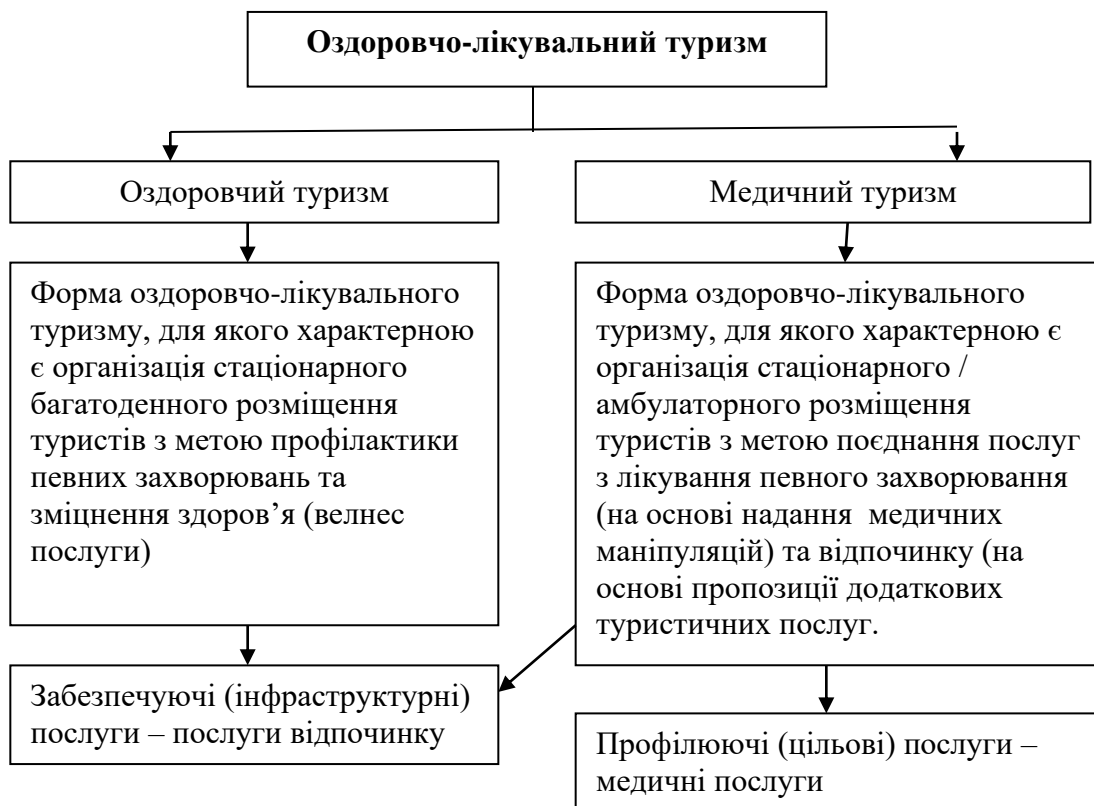 Оздоровчо-лікувальний туризм
Оздоровчий туризм
Медичний туризм
Форма оздоровчо-лікувального
туризму, для якого характерною
є організація стаціонарного
багатоденного розміщення
туристів з метою профілактики
певних захворювань та
зміцнення здоров’я (велнес
послуги)
Форма оздоровчо-лікувального
туризму, для якого характерною є
організація стаціонарного /
амбулаторного розміщення
туристів з метою поєднання послуг
з лікування певного захворювання
(на основі надання  медичних
маніпуляцій) та відпочинку (на
основі пропозиції додаткових
туристичних послуг.
Забезпечуючі (інфраструктурні)
послуги – послуги відпочинку
Профілюючі (цільові) послуги –
медичні послуги